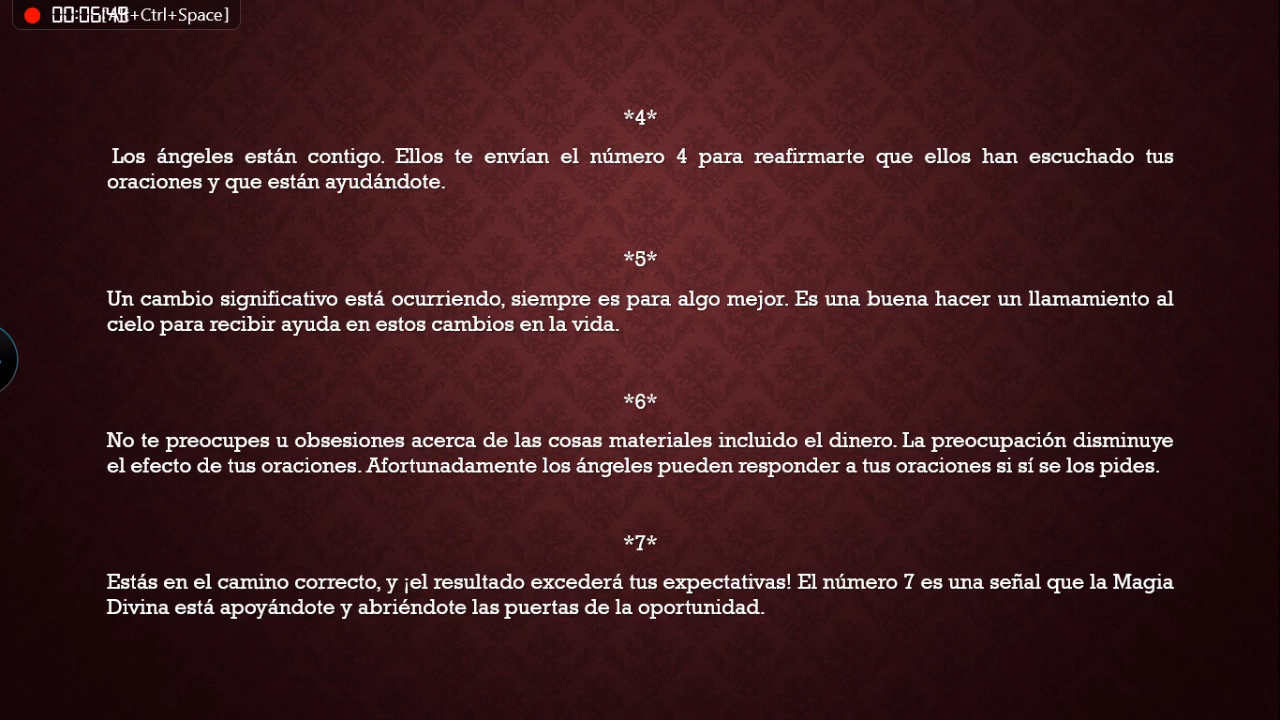 +Ctrl+Space]
*4*
Los ángeles están contigo. Ellos te envían el número 4 para reafirmarte que ellos han escuchado tus
oraciones y que están ayudándote.
*5*
Un cambio significativo está ocurriendo, siempre es para algo mejor. Es una buena hacer un llamamiento al
cielo para recibir ayuda en estos cambios en la vida.
*6*
No te preocupes u obsesiones acerca de las cosas materiales incluido el dinero. La preocupación disminuye
el efecto de tus oraciones. Afortunadamente los ángeles pueden responder a tus oraciones si sí se los pides.
*7*
Estás en el camino correcto, y ¡el resultado excederá tus expectativas! El número 7 es una señal que la Magia
Divina está apoyándote y abriéndote las puertas de la oportunidad.